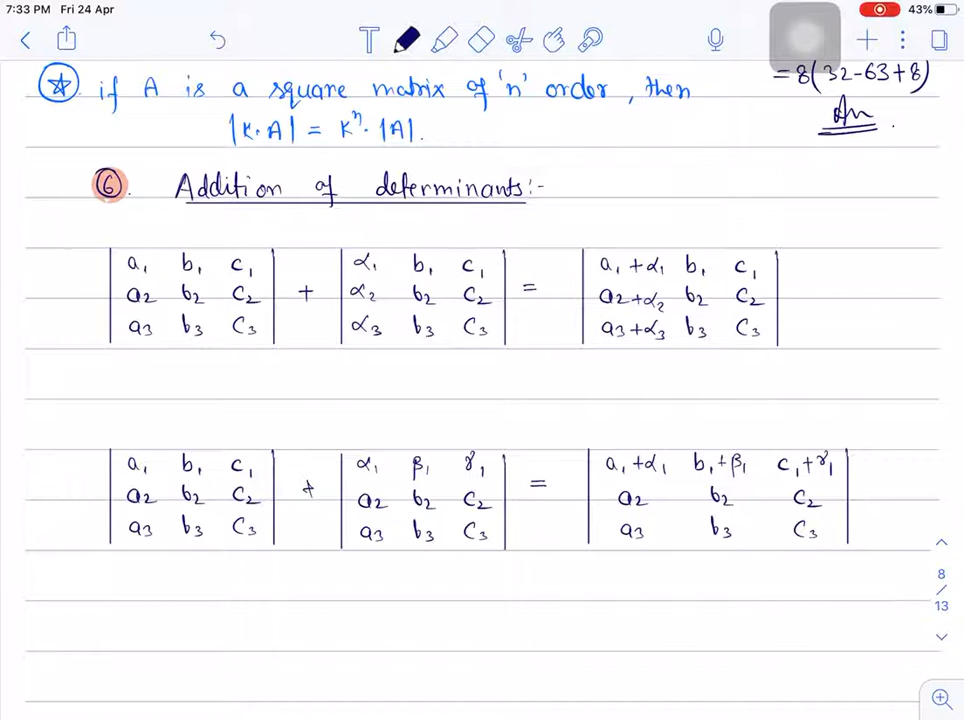 7:33 PM Fri 24 Apr 43%
= 8(32-63+8)
An
if A is a square matrix of 'n' order, then
|K·A| = Kⁿ·|A|.
⑥. Addition of determinants:-
| a₁ b₁ c₁ | | α₁ b₁ c₁ | | a₁+α₁ b₁ c₁ |
| a₂ b₂ c₂ | + | α₂ b₂ c₂ | = | a₂+α₂ b₂ c₂ |
| a₃ b₃ c₃ | | α₃ b₃ c₃ | | a₃+α₃ b₃ c₃ |
| a₁ b₁ c₁ | | α₁ β₁ γ₁ | | a₁+α₁ b₁+β₁ c₁+γ₁ |
| a₂ b₂ c₂ | + | a₂ b₂ c₂ | = | a₂ b₂ c₂ |
| a₃ b₃ c₃ | | a₃ b₃ c₃ | | a₃ b₃ c₃ |
8
/
13